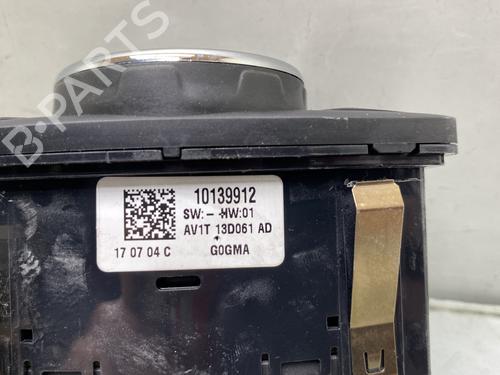 B-PARTS
10139912
SW:- HW:01
AV1T 13D061 AD
17 07 04 C G0GMA